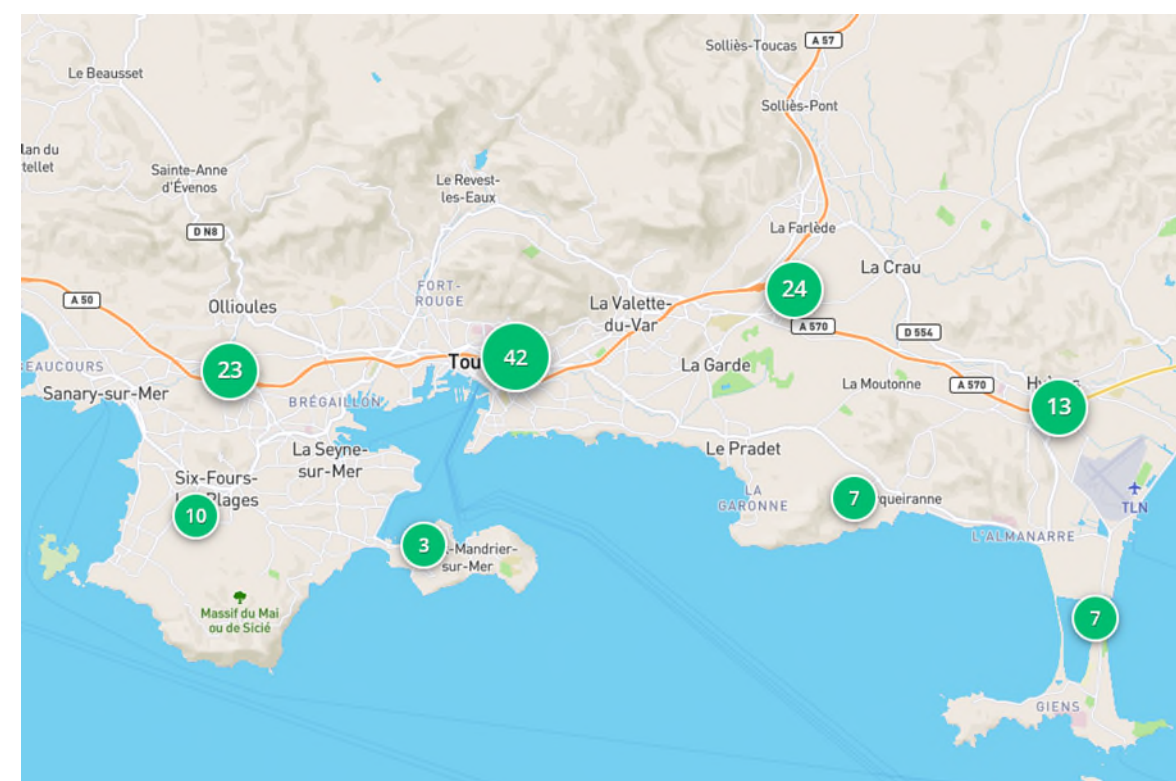 Solliès-Toucas
A 57
Le Beausset
Solliès-Pont
lan du
tellet
Sainte-Anne
d'Évenos
Le Revest-
les-Eaux
D N8
La Farlède
La Crau
A 50
Ollioules
FORT-
ROUGE
La Valette-
du-Var
24
A 570
D 554
23
Tou
42
La Garde
La Moutonne
A 570
EAUCOURS
Sanary-sur-Mer
BRÉGAILLON
13
La Seyne-
sur-Mer
Le Pradet
Six-Fours-
Plages
10
LA
GARONNE
7
queiranne
TLN
L'ALMANARRE
3
-Mandrier-
sur-Mer
Massif du Mai
ou de Sicié
7
GIENS